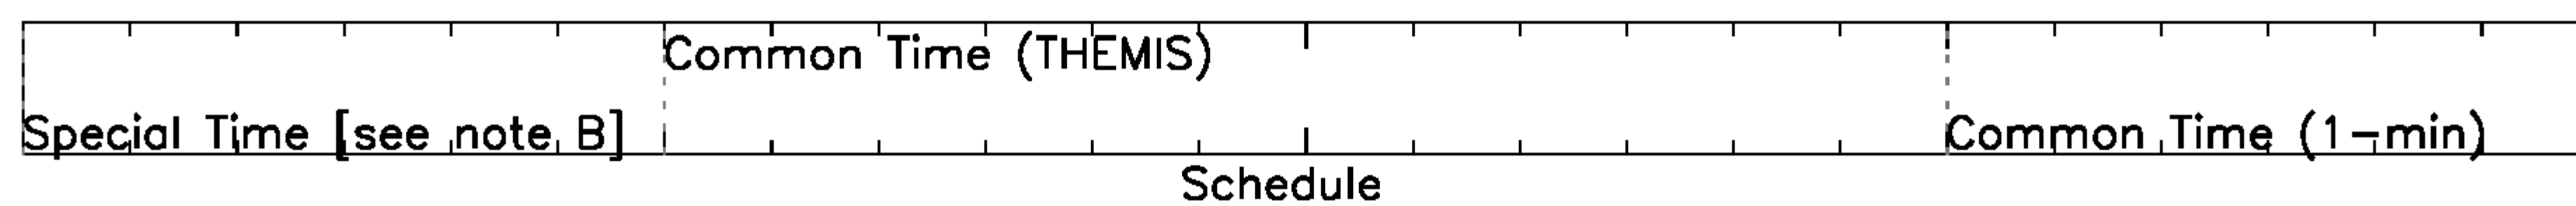 Common Time (THEMIS)
Special Time [see note B]
Common Time (1-min)
Schedule